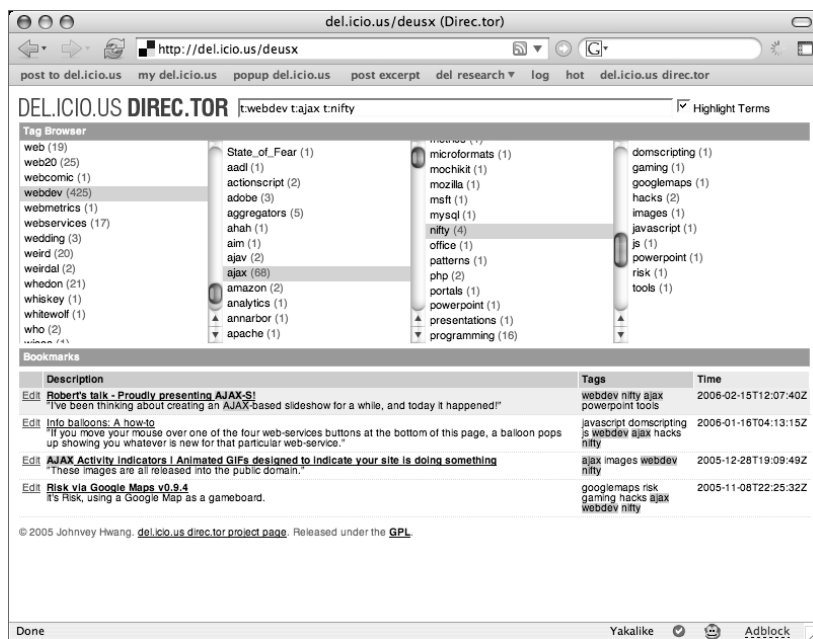 del.icio.us/deusx (Direc.tor)
http://del.icio.us/deusx
G
post to del.icio.us my del.icio.us popup del.icio.us post excerpt del research▼ log hot del.icio.us direc.tor
DEL.ICIO.US DIREC.TOR t:webdev t:ajax t:nifty Highlight Terms
Tag Browser
web (19)
web20 (25)
webcomic (1)
webdev (425)
webmetrics (1)
webservices (17)
wedding (3)
weird (20)
weirdal (2)
whedon (21)
whiskey (1)
whitewolf (1)
who (2)
State_of_Fear (1)
aadl (1)
actionscript (2)
adobe (3)
aggregators (5)
ahah (1)
aim (1)
ajav (2)
ajax (68)
amazon (2)
analytics (1)
annarbor (1)
apache (1)
microformats (1)
mochikit (1)
mozilla (1)
msft (1)
mysql (1)
nifty (4)
office (1)
patterns (1)
php (2)
portals (1)
powerpoint (1)
presentations (1)
programming (16)
domscripting (1)
gaming (1)
googlemaps (1)
hacks (2)
images (1)
javascript (1)
js (1)
powerpoint (1)
risk (1)
tools (1)
Bookmarks
Description Tags Time
Edit Robert's talk - Proudly presenting AJAX-S! webdev nifty ajax 2006-02-15T12:07:40Z
"I've been thinking about creating an AJAX-based slideshow for a while, and today it happened!" powerpoint tools
Edit Info balloons: A how-to javascript domscripting 2006-01-16T04:13:15Z
"If you move your mouse over one of the four web-services buttons at the bottom of this page, a balloon pops js webdev ajax hacks
up showing you whatever is new for that particular web-service." nifty
Edit AJAX Activity indicators | Animated GIFs designed to indicate your site is doing something ajax images webdev 2005-12-28T19:09:49Z
"These images are all released into the public domain." nifty
Edit Risk via Google Maps v0.9.4 googlemaps risk 2005-11-08T22:25:32Z
It's Risk, using a Google Map as a gameboard. gaming hacks ajax
webdev nifty
© 2005 Johnvey Hwang. del.icio.us direc.tor project page. Released under the GPL.
Done Yakalike Adblock